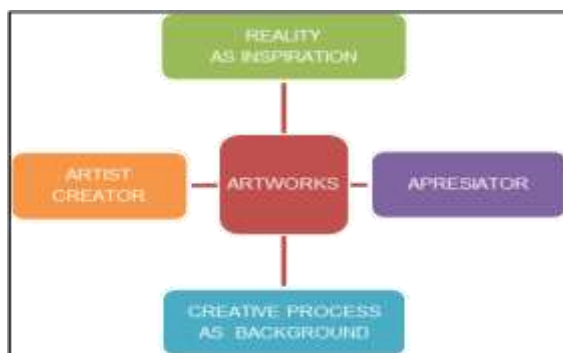 REALITY
AS INSPIRATION
ARTIST
CREATOR
ARTWORKS
APRESIATOR
CREATIVE PROCESS
AS BACKGROUND